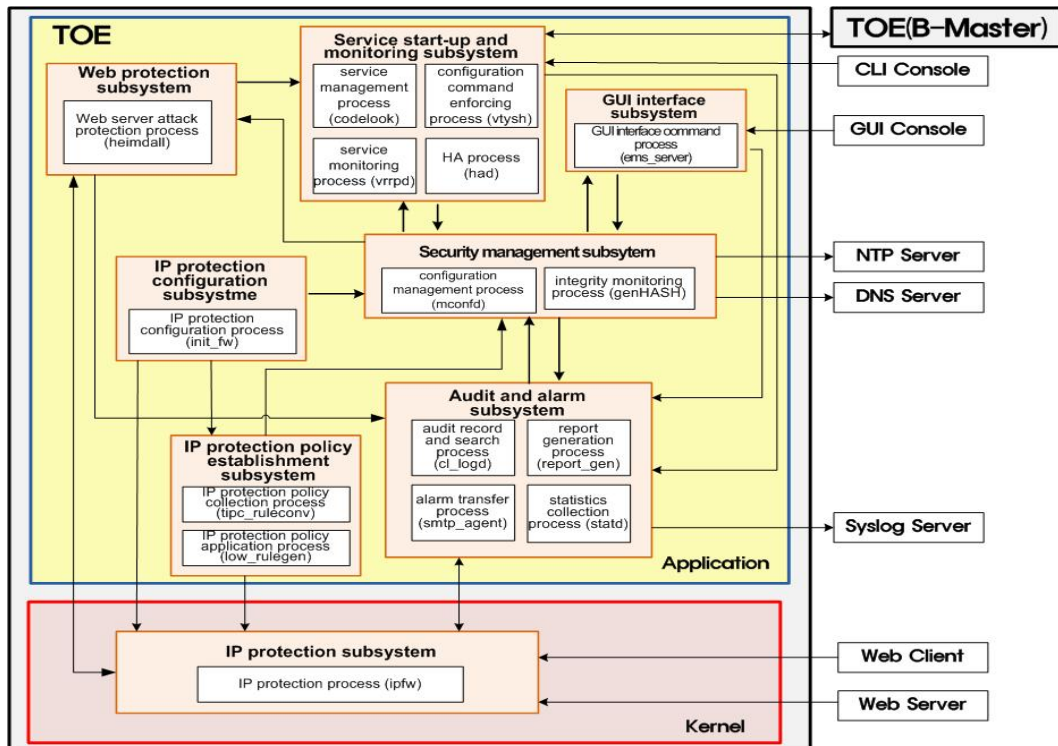 TOE
TOE(B-Master)
Service start-up and
monitoring subsystem
service
management
process
(codelook)
configuration
command
enforcing
process (vtysh)
service
monitoring
process (vrrpd)
HA process
(had)
Web protection
subsystem
Web server attack
protection process
(heimdall)
GUI interface
subsystem
GUI interface command
process
(ems_server)
CLI Console
GUI Console
Security management subsytem
configuration
management process
(mconfd)
integrity monitoring
process (genHASH)
NTP Server
DNS Server
IP protection
configuration
subsystme
IP protection
configuration process
(init_fw)
Audit and alarm
subsystem
audit record
and search
process
(cl_logd)
report
generation
process
(report_gen)
alarm transfer
process
(smtp_agent)
statistics
collection
process (statd)
IP protection policy
establishment
subsystem
IP protection policy
collection process
(tipc_ruleconv)
IP protection policy
application process
(low_rulegen)
Syslog Server
Application
IP protection subsystem
IP protection process (ipfw)
Web Client
Web Server
Kernel